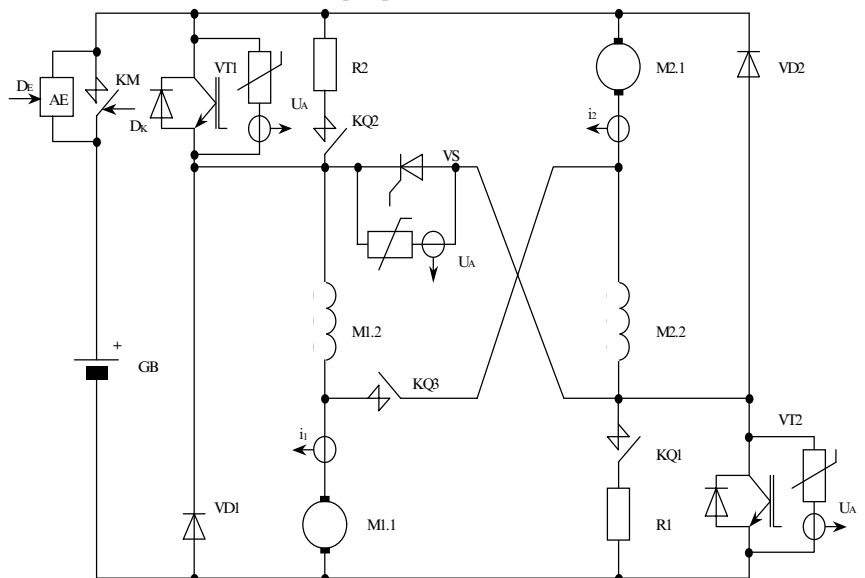 DE
AE
KM
DK
VT1
UA
R2
KQ2
M2.1
VD2
i2
VS
UA
M1.2
M2.2
+
GB
KQ3
i1
KQ1
VT2
VD1
M1.1
R1
UA